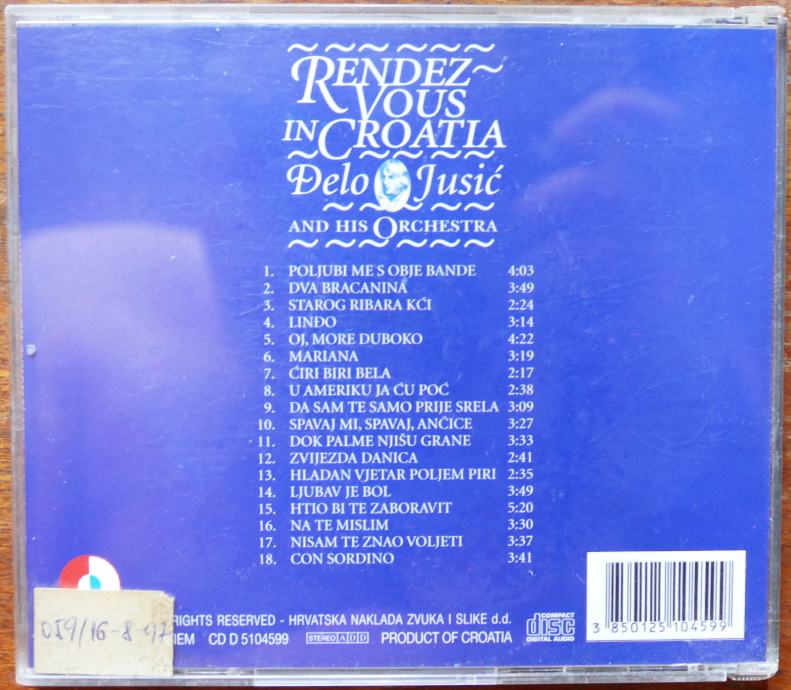 RENDEZ~
VOUS
IN CROATIA
Đelo Jusić
AND HIS ORCHESTRA
1. POLJUBI ME S OBJE BANDE 4:03
2. DVA BRACANINA 3:49
3. STAROG RIBARA KĆI 2:24
4. LINĐO 3:14
5. OJ, MORE DUBOKO 4:22
6. MARIANA 3:19
7. ĆIRI BIRI BELA 2:17
8. U AMERIKU JA ĆU POĆ 2:38
9. DA SAM TE SAMO PRIJE SRELA 3:09
10. SPAVAJ MI, SPAVAJ, ANČICE 3:27
11. DOK PALME NJIŠU GRANE 3:33
12. ZVIJEZDA DANICA 2:41
13. HLADAN VJETAR POLJEM PIRI 2:35
14. LJUBAV JE BOL 3:49
15. HTIO BI TE ZABORAVIT 5:20
16. NA TE MISLIM 3:30
17. NISAM TE ZNAO VOLJETI 3:37
18. CON SORDINO 3:41
059/16-8-97
RIGHTS RESERVED - HRVATSKA NAKLADA ZVUKA I SLIKE d.d.
IEM CD D 5104599 STEREO ADD PRODUCT OF CROATIA
COMPACT disc DIGITAL AUDIO
3 850125 104599